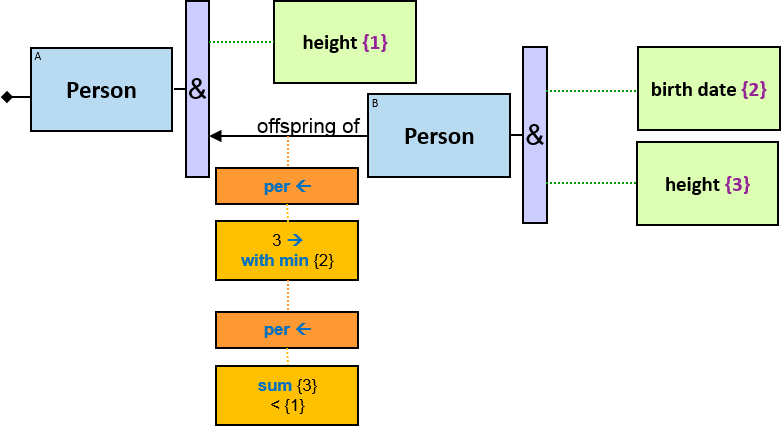 A
Person
&
height {1}
offspring of
B
Person
&
birth date {2}
height {3}
per ←
3 →
with min {2}
per ←
sum {3}
< {1}